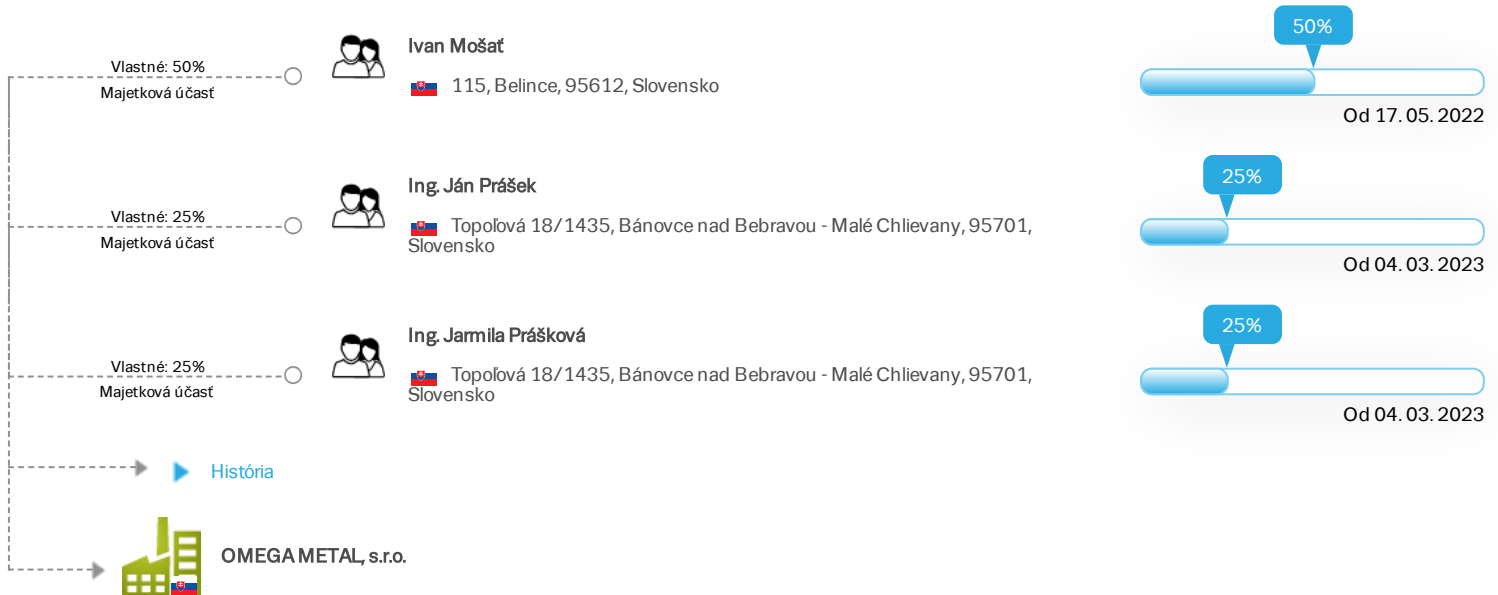 50%
Ivan Mošať
Vlastné: 50%
Majetková účasť
115, Belince, 95612, Slovensko
Od 17. 05. 2022
25%
Ing. Ján Prášek
Vlastné: 25%
Majetková účasť
Topoľová 18/1435, Bánovce nad Bebravou - Malé Chlievany, 95701,
Slovensko
Od 04. 03. 2023
25%
Ing. Jarmila Prášková
Vlastné: 25%
Majetková účasť
Topoľová 18/1435, Bánovce nad Bebravou - Malé Chlievany, 95701,
Slovensko
Od 04. 03. 2023
História
OMEGA METAL, s.r.o.